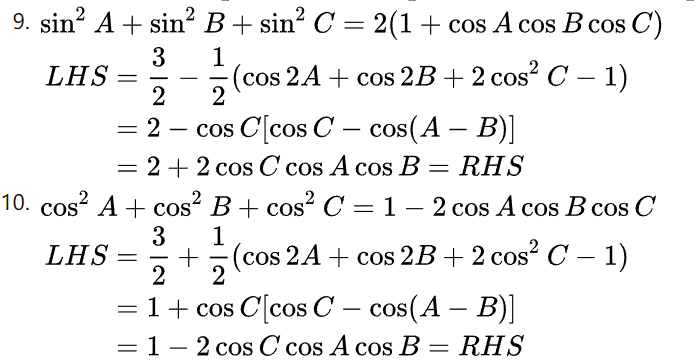 9. sin² A + sin² B + sin² C = 2(1 + cos A cos B cos C)
LHS = 3/2 − 1/2(cos 2A + cos 2B + 2 cos² C − 1)
= 2 − cos C[cos C − cos(A − B)]
= 2 + 2 cos C cos A cos B = RHS
10. cos² A + cos² B + cos² C = 1 − 2 cos A cos B cos C
LHS = 3/2 + 1/2(cos 2A + cos 2B + 2 cos² C − 1)
= 1 + cos C[cos C − cos(A − B)]
= 1 − 2 cos C cos A cos B = RHS